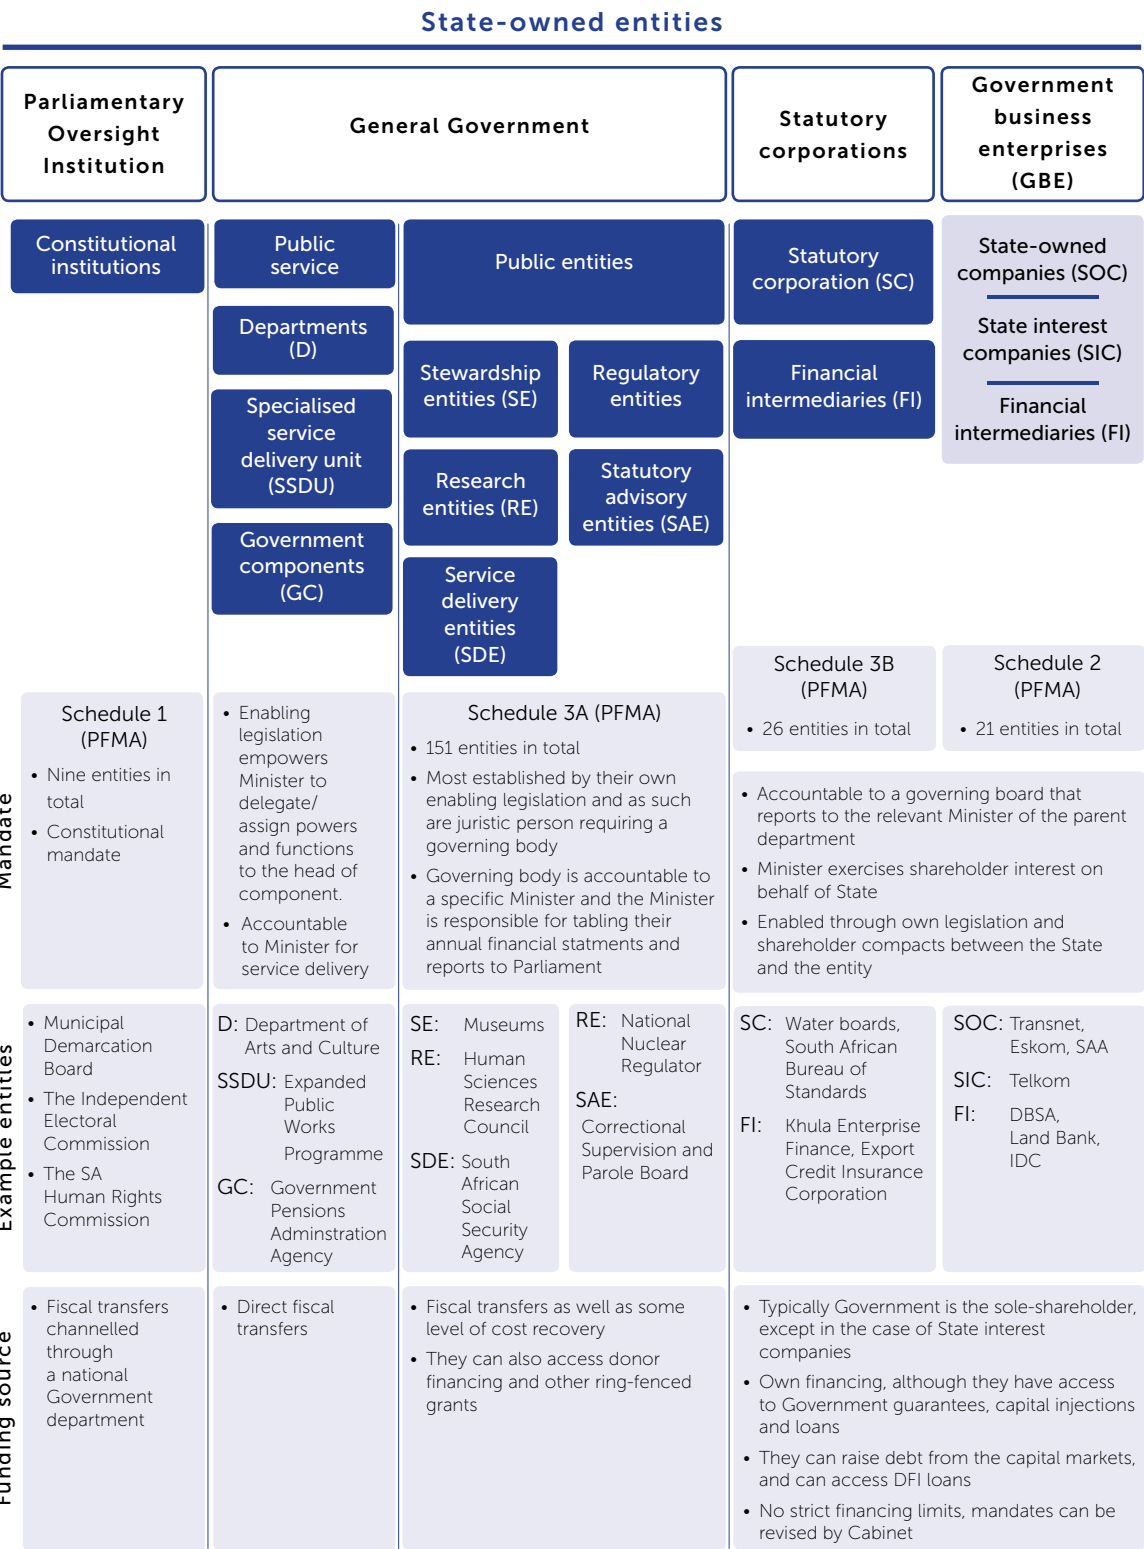 State-owned entities
Parliamentary
Oversight
Institution
General Government
Statutory
corporations
Government
business
enterprises
(GBE)
Constitutional
institutions
Public
service
Departments
(D)
Specialised
service
delivery unit
(SSDU)
Government
components
(GC)
Public entities
Stewardship
entities (SE)
Regulatory
entities
Research
entities (RE)
Statutory
advisory
entities (SAE)
Service
delivery
entities
(SDE)
Statutory
corporation (SC)
Financial
intermediaries (FI)
State-owned
companies (SOC)
State interest
companies (SIC)
Financial
intermediaries (FI)
Mandate
Schedule 1
(PFMA)
• Nine entities in
total
• Constitutional
mandate
• Enabling
legislation
empowers
Minister to
delegate/
assign powers
and functions
to the head of
component.
• Accountable
to Minister for
service delivery
Schedule 3A (PFMA)
• 151 entities in total
• Most established by their own
enabling legislation and as such
are juristic person requiring a
governing body
• Governing body is accountable to
a specific Minister and the Minister
is responsible for tabling their
annual financial statments and
reports to Parliament
Schedule 3B
(PFMA)
• 26 entities in total
Schedule 2
(PFMA)
• 21 entities in total
• Accountable to a governing board that
reports to the relevant Minister of the parent
department
• Minister exercises shareholder interest on
behalf of State
• Enabled through own legislation and
shareholder compacts between the State
and the entity
Example entities
• Municipal
Demarcation
Board
• The Independent
Electoral
Commission
• The SA
Human Rights
Commission
D: Department of
Arts and Culture
SSDU: Expanded
Public
Works
Programme
GC: Government
Pensions
Adminstration
Agency
SE: Museums
RE: Human
Sciences
Research
Council
SDE: South
African
Social
Security
Agency
RE: National
Nuclear
Regulator
SAE:
Correctional
Supervision and
Parole Board
SC: Water boards,
South African
Bureau of
Standards
FI: Khula Enterprise
Finance, Export
Credit Insurance
Corporation
SOC: Transnet,
Eskom, SAA
SIC: Telkom
FI: DBSA,
Land Bank,
IDC
Funding source
• Fiscal transfers
channelled
through
a national
Government
department
• Direct fiscal
transfers
• Fiscal transfers as well as some
level of cost recovery
• They can also access donor
financing and other ring-fenced
grants
• Typically Government is the sole-shareholder,
except in the case of State interest
companies
• Own financing, although they have access
to Government guarantees, capital injections
and loans
• They can raise debt from the capital markets,
and can access DFI loans
• No strict financing limits, mandates can be
revised by Cabinet